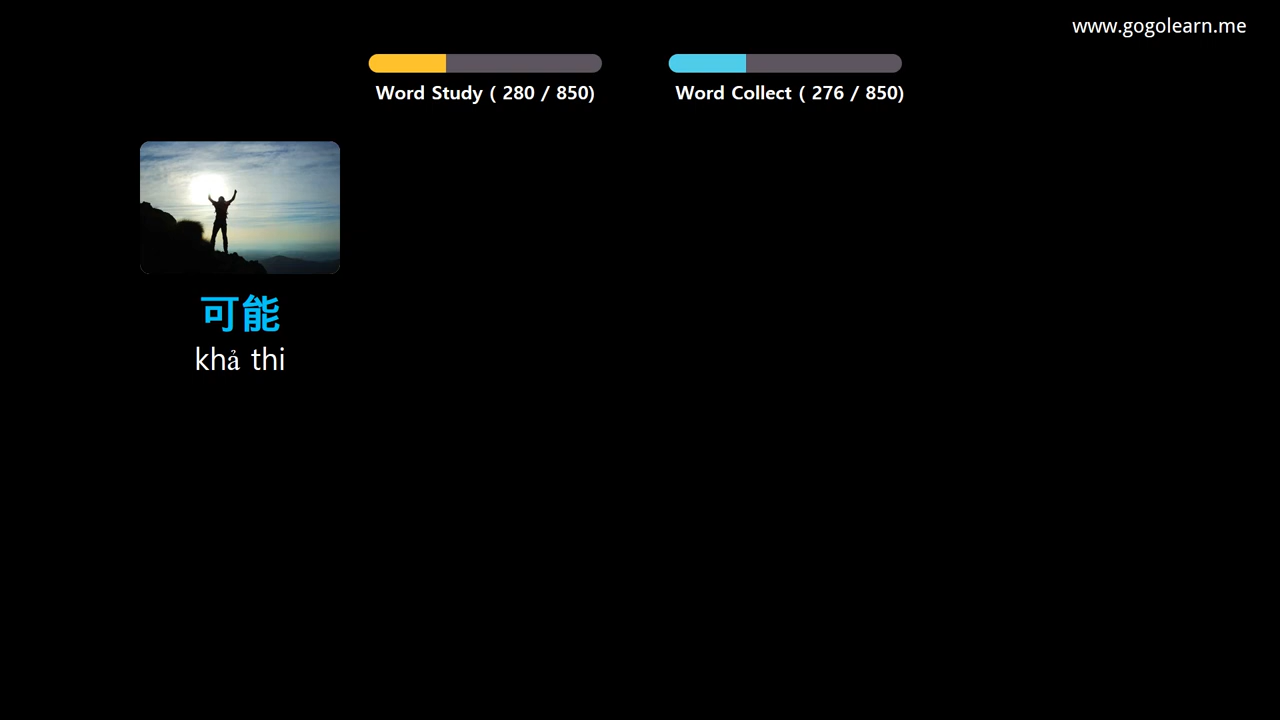 www.gogolearn.me
Word Study ( 280 / 850)
Word Collect ( 276 / 850)
可能
khả thi